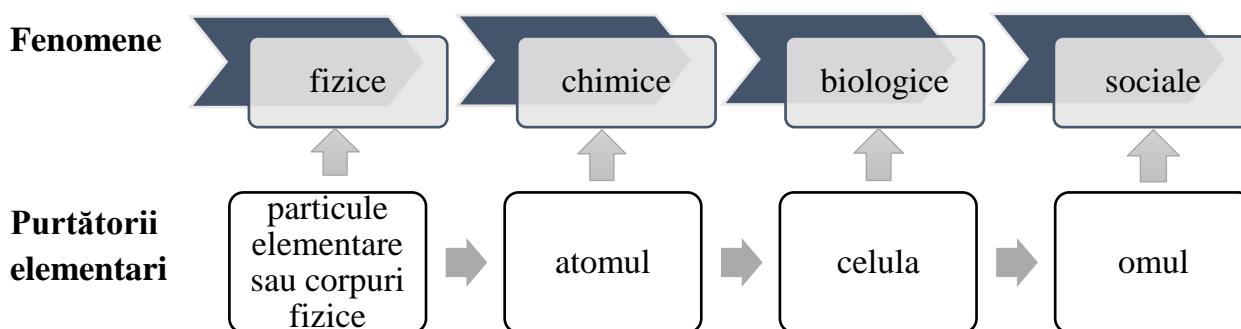 Fenomene
fizice
chimice
biologice
sociale
Purtătorii
elementari
particule
elementare
sau corpuri
fizice
atomul
celula
omul